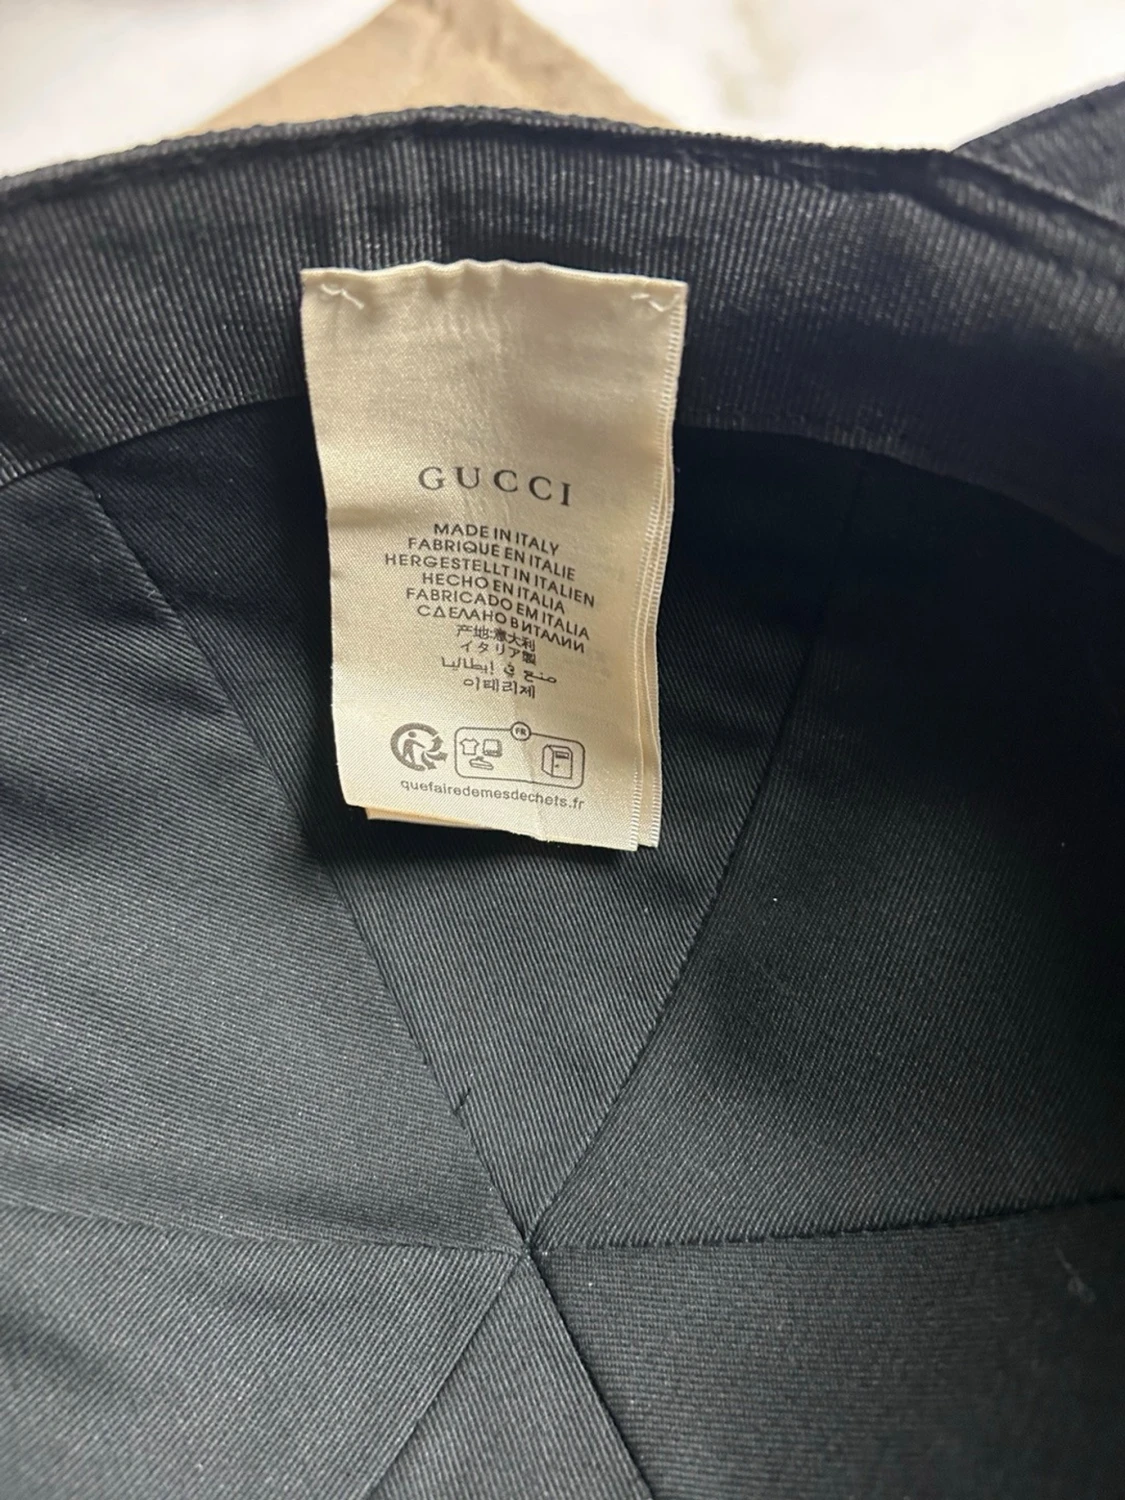 GUCCI
MADE IN ITALY
FABRIQUE EN ITALIE
HERGESTELLT IN ITALIEN
HECHO EN ITALIA
FABRICADO EM ITALIA
СДЕЛАНО В ИТАЛИИ
产地:意大利
イタリア製
صنع في إيطاليا
이태리제
FR
quefairedemesdechets.fr